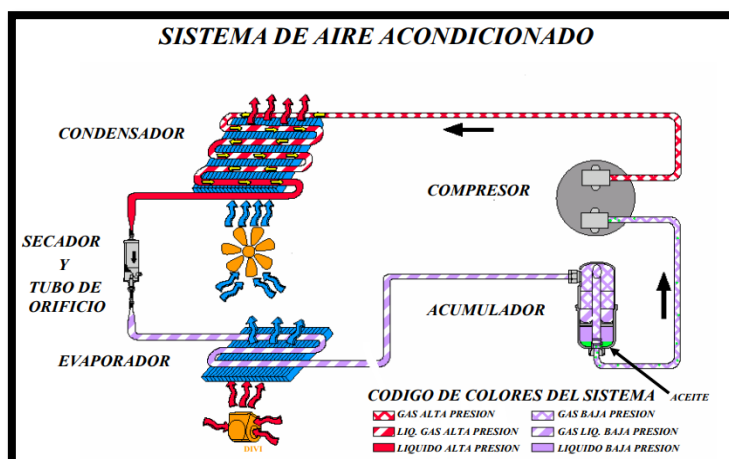 SISTEMA DE AIRE ACONDICIONADO
CONDENSADOR
COMPRESOR
SECADOR
Y
TUBO DE
ORIFICIO
ACUMULADOR
EVAPORADOR
ACEITE
DIVI
CODIGO DE COLORES DEL SISTEMA
GAS ALTA PRESION
GAS BAJA PRESION
LIQ. GAS ALTA PRESION
GAS LIQ. BAJA PRESION
LIQUIDO ALTA PRESION
LIQUIDO BAJA PRESION